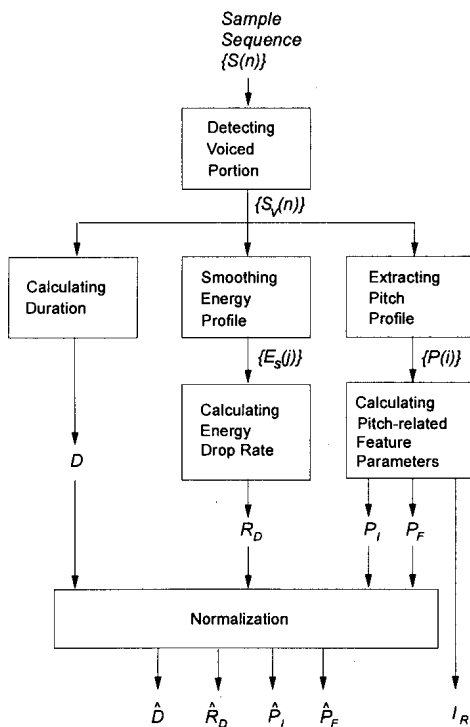 Sample
Sequence
{S(n)}
Detecting
Voiced
Portion
{S_V(n)}
Calculating
Duration
Smoothing
Energy
Profile
Extracting
Pitch
Profile
{E_S(j)}
{P(i)}
Calculating
Energy
Drop Rate
Calculating
Pitch-related
Feature
Parameters
D
R_D
P_I
P_F
Normalization
D̂
R̂_D
P̂_I
P̂_F
I_R